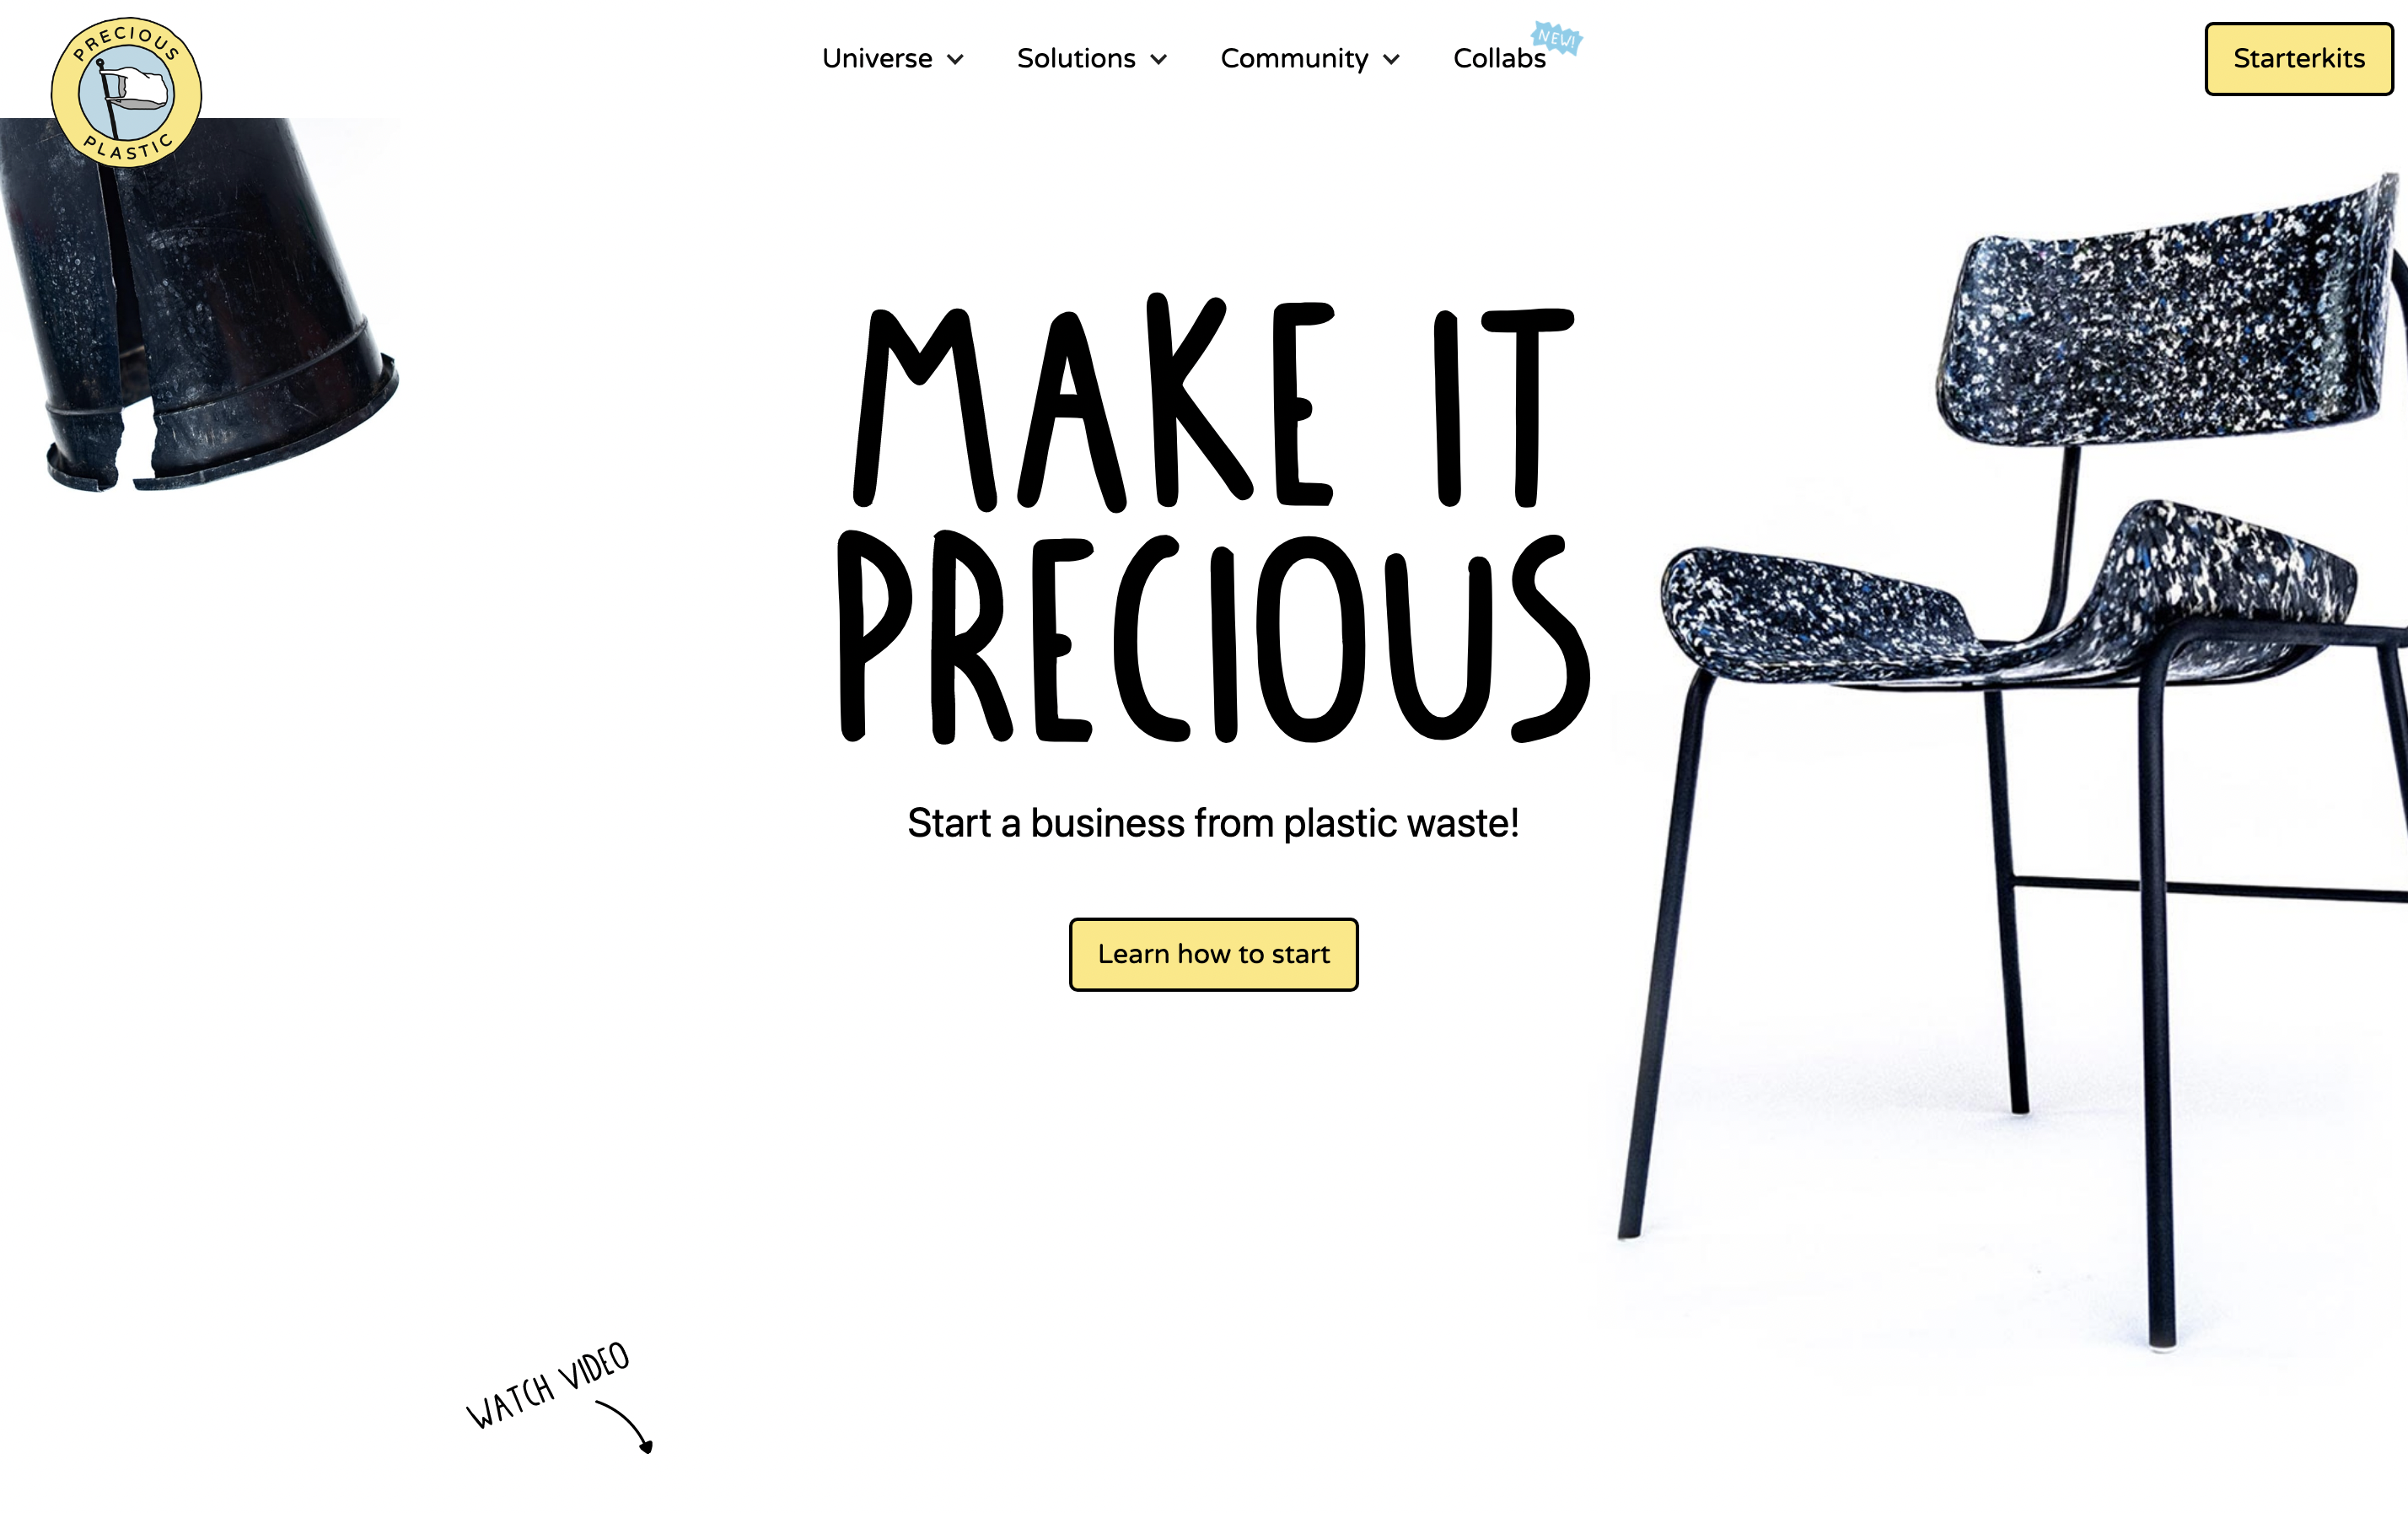 PRECIOUS
PLASTIC
Universe
Solutions
Community
Collabs
NEW!
Starterkits
MAKE IT
PRECIOUS
Start a business from plastic waste!
Learn how to start
WATCH VIDEO